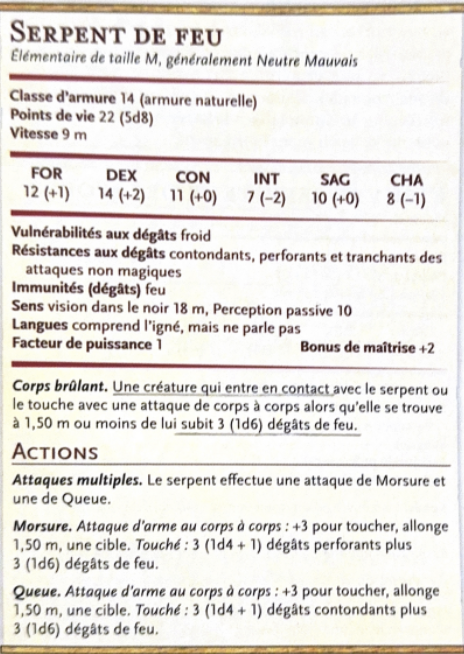 SERPENT DE FEU
Élémentaire de taille M, généralement Neutre Mauvais
Classe d'armure 14 (armure naturelle)
Points de vie 22 (5d8)
Vitesse 9 m
FOR DEX CON INT SAG CHA
12 (+1) 14 (+2) 11 (+0) 7 (−2) 10 (+0) 8 (−1)
Vulnérabilités aux dégâts froid
Résistances aux dégâts contondants, perforants et tranchants des
attaques non magiques
Immunités (dégâts) feu
Sens vision dans le noir 18 m, Perception passive 10
Langues comprend l'igné, mais ne parle pas
Facteur de puissance 1 Bonus de maîtrise +2
Corps brûlant. Une créature qui entre en contact avec le serpent ou
le touche avec une attaque de corps à corps alors qu'elle se trouve
à 1,50 m ou moins de lui subit 3 (1d6) dégâts de feu.
ACTIONS
Attaques multiples. Le serpent effectue une attaque de Morsure et
une de Queue.
Morsure. Attaque d'arme au corps à corps : +3 pour toucher, allonge
1,50 m, une cible. Touché : 3 (1d4 + 1) dégâts perforants plus
3 (1d6) dégâts de feu.
Queue. Attaque d'arme au corps à corps : +3 pour toucher, allonge
1,50 m, une cible. Touché : 3 (1d4 + 1) dégâts contondants plus
3 (1d6) dégâts de feu.